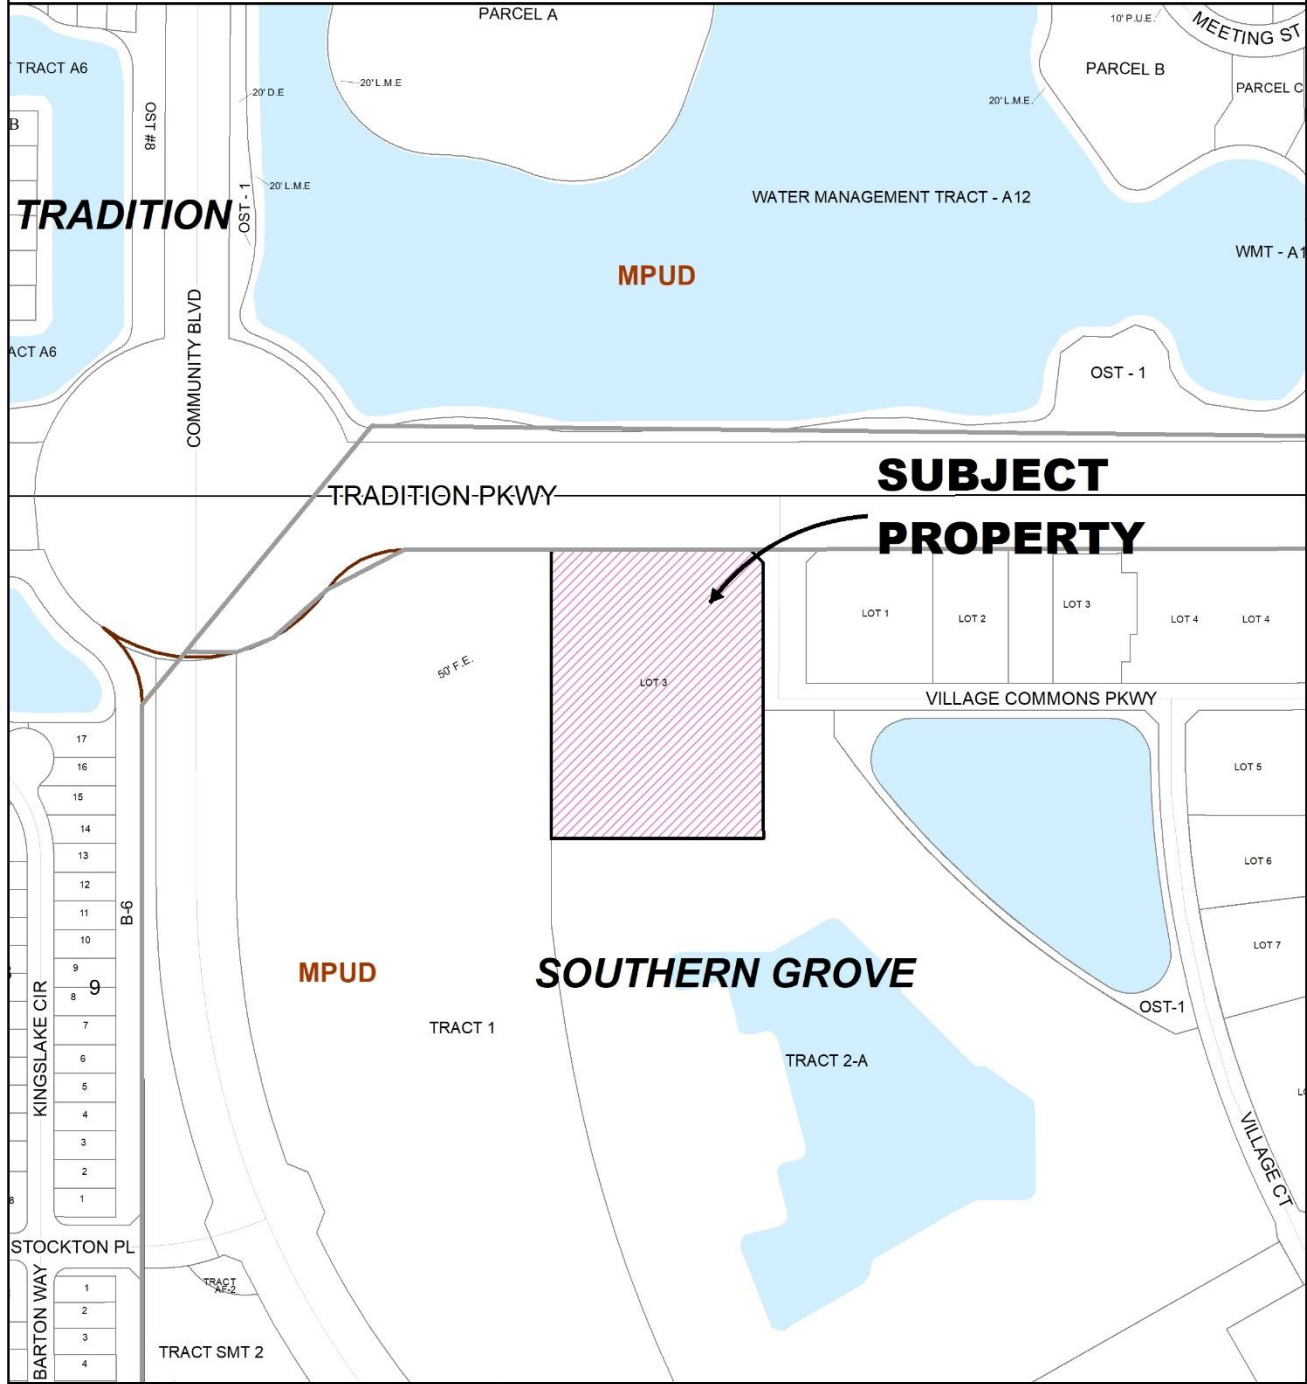 PARCEL A
10' P.U.E.
MEETING ST
TRACT A6
PARCEL B
20' L.M.E
PARCEL C
20' D.E
20' L.M.E.
OST #8
B
20' L.M.E
OST - 1
WATER MANAGEMENT TRACT - A12
TRADITION
WMT - A1
MPUD
COMMUNITY BLVD
ACT A6
OST - 1
SUBJECT
PROPERTY
TRADITION PKWY
LOT 1
LOT 2
LOT 3
LOT 4
LOT 4
50' F.E.
LOT 3
VILLAGE COMMONS PKWY
17
16
15
14
13
12
11
10
9
8
7
6
5
4
3
2
1
9
B-6
KINGSLAKE CIR
LOT 5
LOT 6
LOT 7
MPUD
SOUTHERN GROVE
OST-1
TRACT 1
TRACT 2-A
VILLAGE CT
8
STOCKTON PL
BARTON WAY
1
2
3
4
TRACT
AF-2
TRACT SMT 2